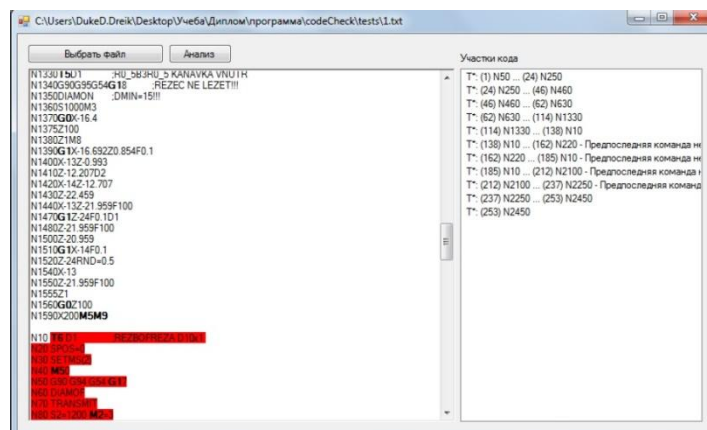 C:\Users\DukeD.Dreik\Desktop\Учеба\Диплом\программа\codeCheck\tests\1.txt
Выбрать файл
Анализ
N1330T5D1 ;R0_5B3R0_5 KANAVKA VNUTR
N1340G90G95G54G18 ;REZEC NE LEZET!!!
N1350DIAMON ;DMIN=15!!!
N1360S1000M3
N1370G0X-16.4
N1375Z100
N1380Z1M8
N1390G1X-16.692Z0.854F0.1
N1400X-13Z-0.993
N1410Z-12.207D2
N1420X-14Z-12.707
N1430Z-22.459
N1440X-13Z-21.959F100
N1470G1Z-24F0.1D1
N1480Z-21.959F100
N1500Z-20.959
N1510G1X-14F0.1
N1520Z-24RND=0.5
N1540X-13
N1550Z-21.959F100
N1555Z1
N1560G0Z100
N1590X200M5M9
N10 T6 D1 ;REZBOFREZA D10x1
N20 SPOS=0
N30 SETMS(2)
N40 M50
N50 G90 G94 G54 G17
N60 DIAMOF
N70 TRANSMIT
N80 S2=1200 M2=3
Участки кода
T*: (1) N50 ... (24) N250
T*: (24) N250 ... (46) N460
T*: (46) N460 ... (62) N630
T*: (62) N630 ... (114) N1330
T*: (114) N1330 ... (138) N10
T*: (138) N10 ... (162) N220 - Предпоследняя команда не
T*: (162) N220 ... (185) N10 - Предпоследняя команда не
T*: (185) N10 ... (212) N2100 - Предпоследняя команда
T*: (212) N2100 ... (237) N2250 - Предпоследняя команд
T*: (237) N2250 ... (253) N2450
T*: (253) N2450